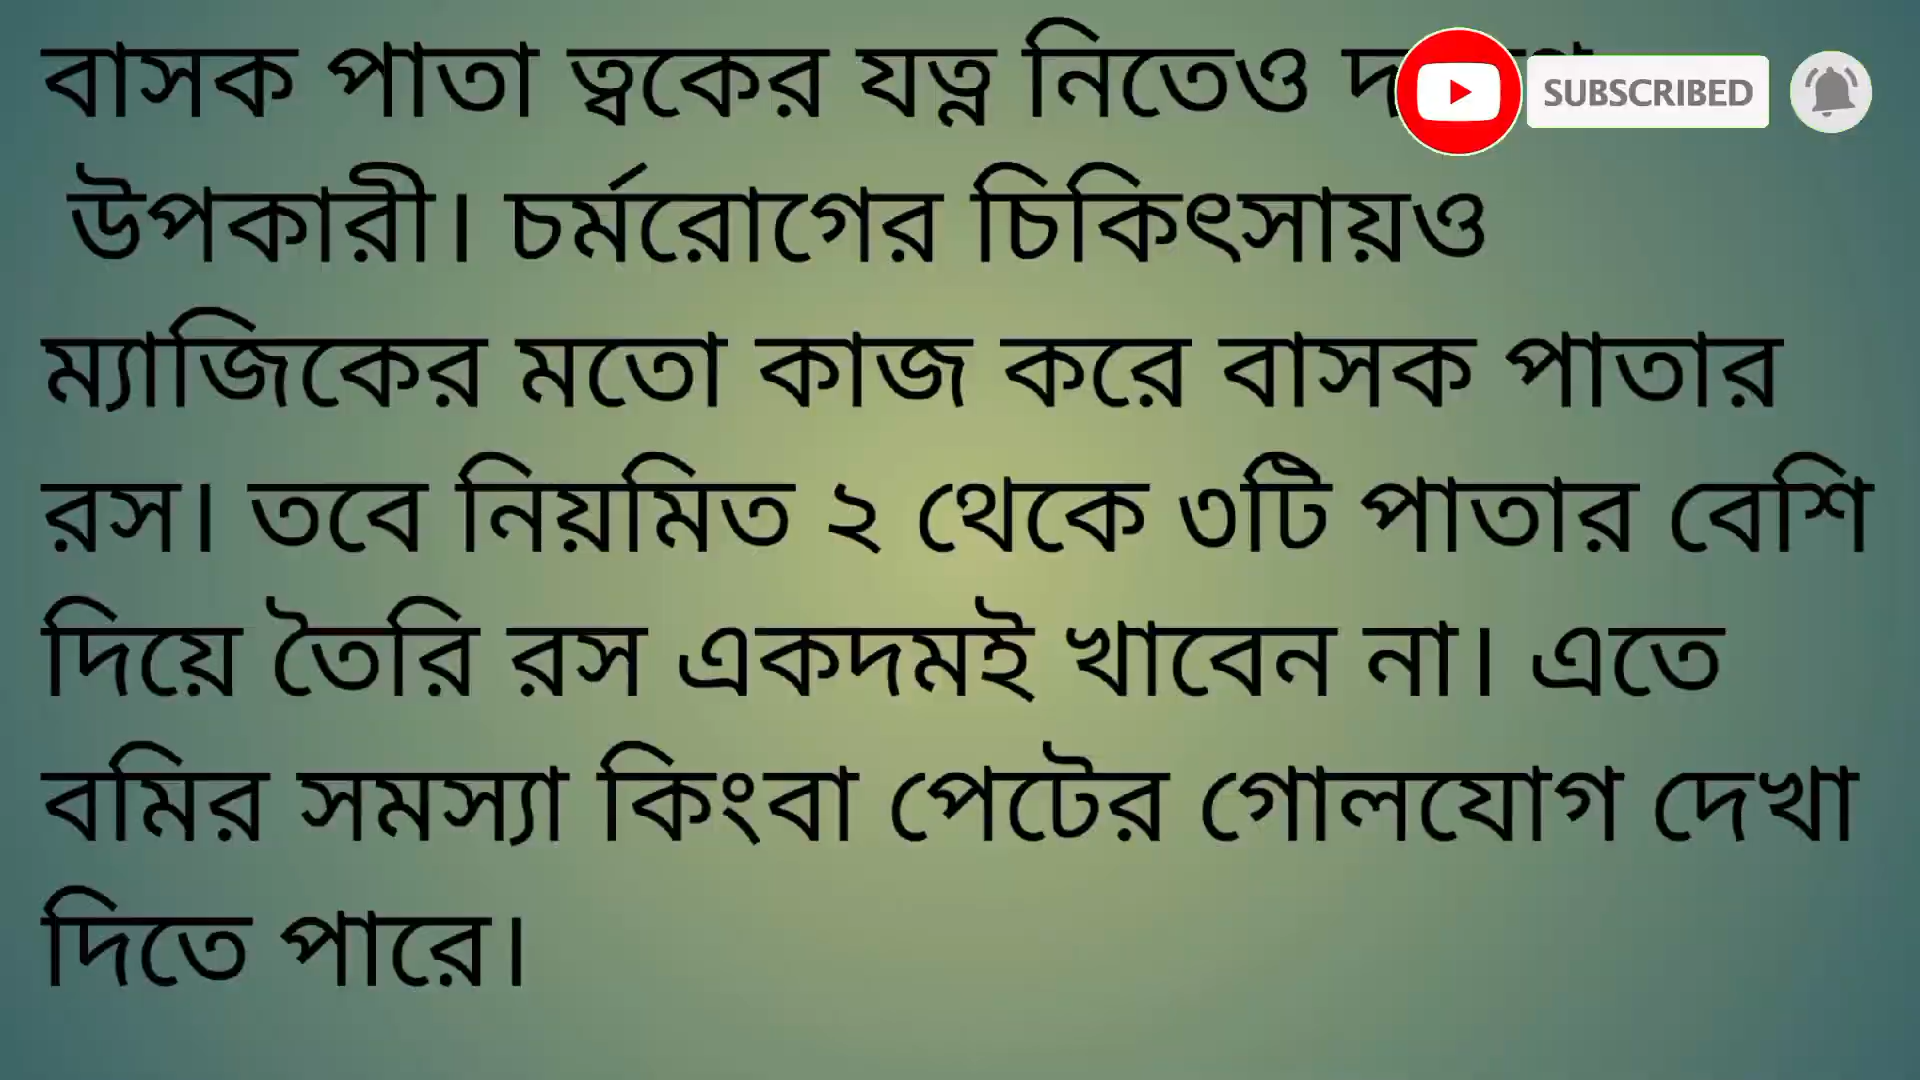 বাসক পাতা ত্বকের যত্ন নিতেও
SUBSCRIBED
উপকারী। চর্মরোগের চিকিৎসায়ও
ম্যাজিকের মতো কাজ করে বাসক পাতার
রস। তবে নিয়মিত ২ থেকে ৩টি পাতার বেশি
দিয়ে তৈরি রস একদমই খাবেন না। এতে
বমির সমস্যা কিংবা পেটের গোলযোগ দেখা
দিতে পারে।